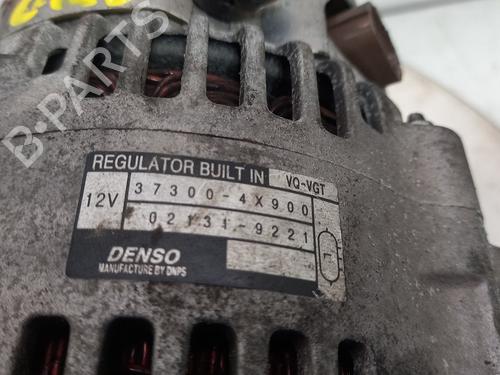 B-PARTS
REGULATOR BUILT IN
VQ-VGT
12V
37300-4X900
02131-9221
DENSO
MANUFACTURE BY DNPS
L